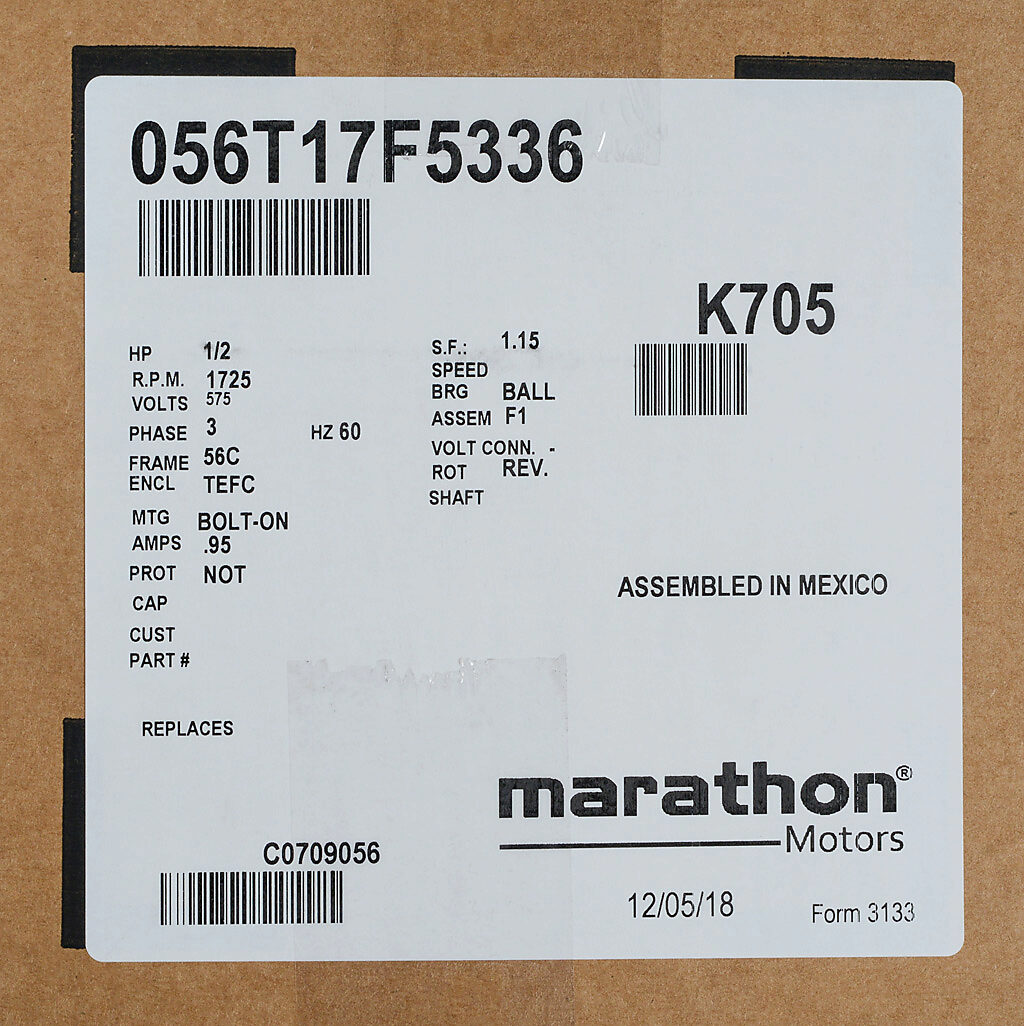 056T17F5336
K705
HP 1/2
R.P.M. 1725
VOLTS 575
PHASE 3 HZ 60
FRAME 56C
ENCL TEFC
MTG BOLT-ON
AMPS .95
PROT NOT
CAP
CUST
PART #
S.F.: 1.15
SPEED
BRG BALL
ASSEM F1
VOLT CONN. -
ROT REV.
SHAFT
ASSEMBLED IN MEXICO
REPLACES
marathon®
Motors
C0709056
12/05/18 Form 3133